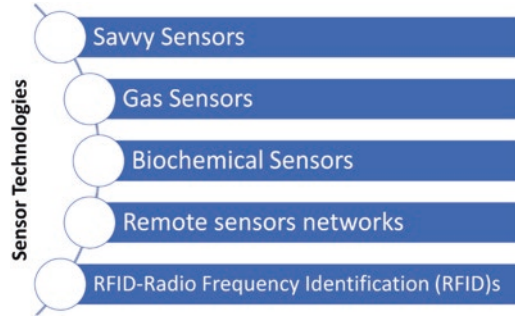 Sensor Technologies
Savvy Sensors
Gas Sensors
Biochemical Sensors
Remote sensors networks
RFID-Radio Frequency Identification (RFID)s